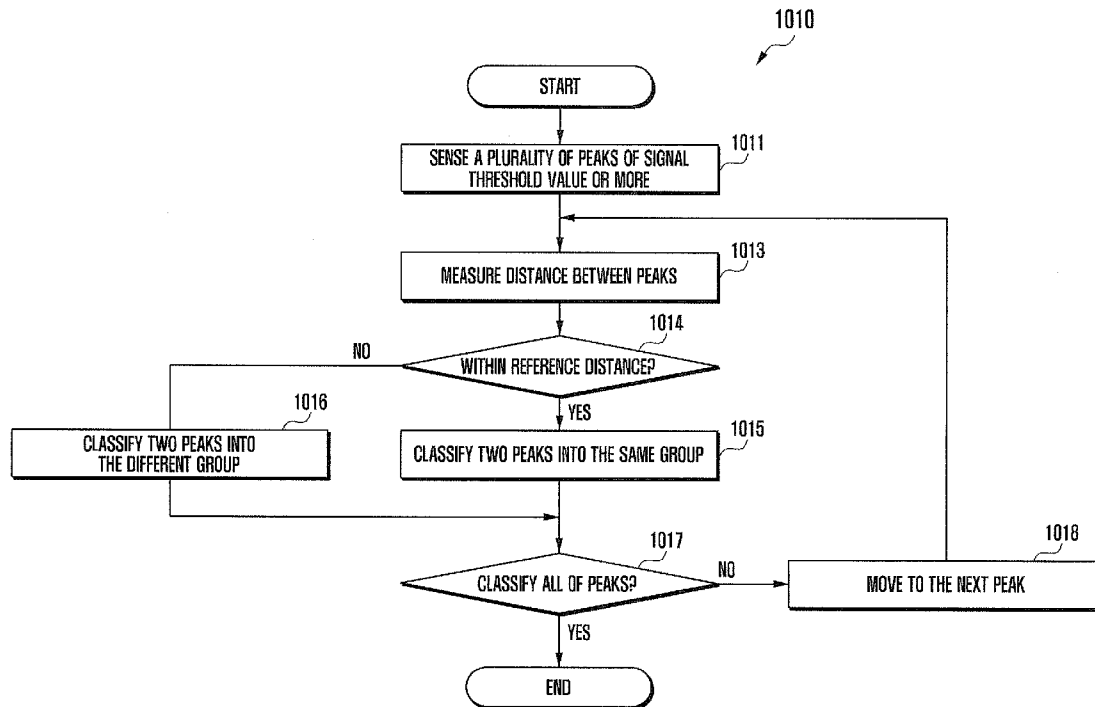 1010
START
1011
SENSE A PLURALITY OF PEAKS OF SIGNAL
THRESHOLD VALUE OR MORE
1013
MEASURE DISTANCE BETWEEN PEAKS
1014
NO
WITHIN REFERENCE DISTANCE?
YES
1016
CLASSIFY TWO PEAKS INTO
THE DIFFERENT GROUP
1015
CLASSIFY TWO PEAKS INTO THE SAME GROUP
1017
CLASSIFY ALL OF PEAKS?
NO
1018
MOVE TO THE NEXT PEAK
YES
END